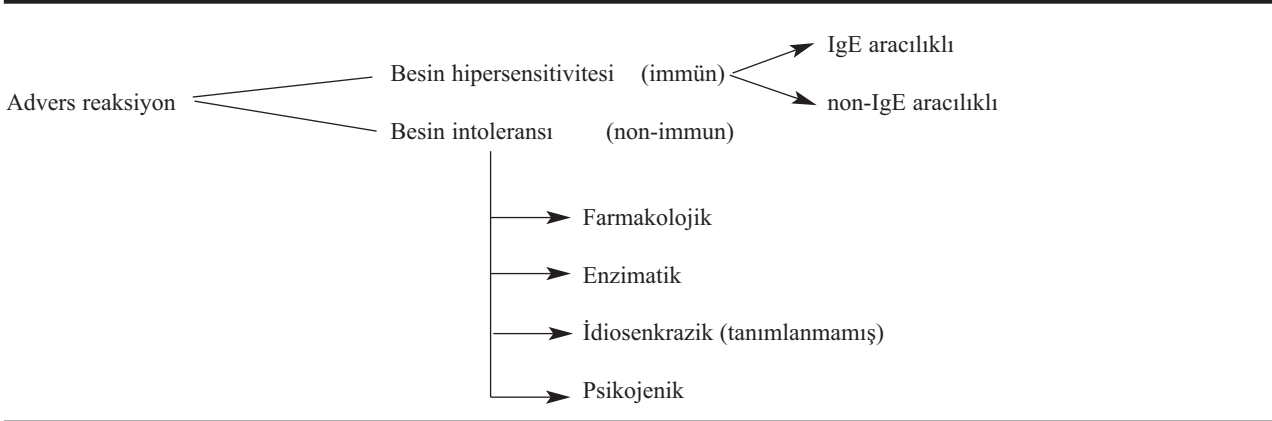 IgE aracılıklı
Besin hipersensitivitesi (immün)
Advers reaksiyon
non-IgE aracılıklı
Besin intoleransı (non-immun)
Farmakolojik
Enzimatik
İdiosenkrazik (tanımlanmamış)
Psikojenik